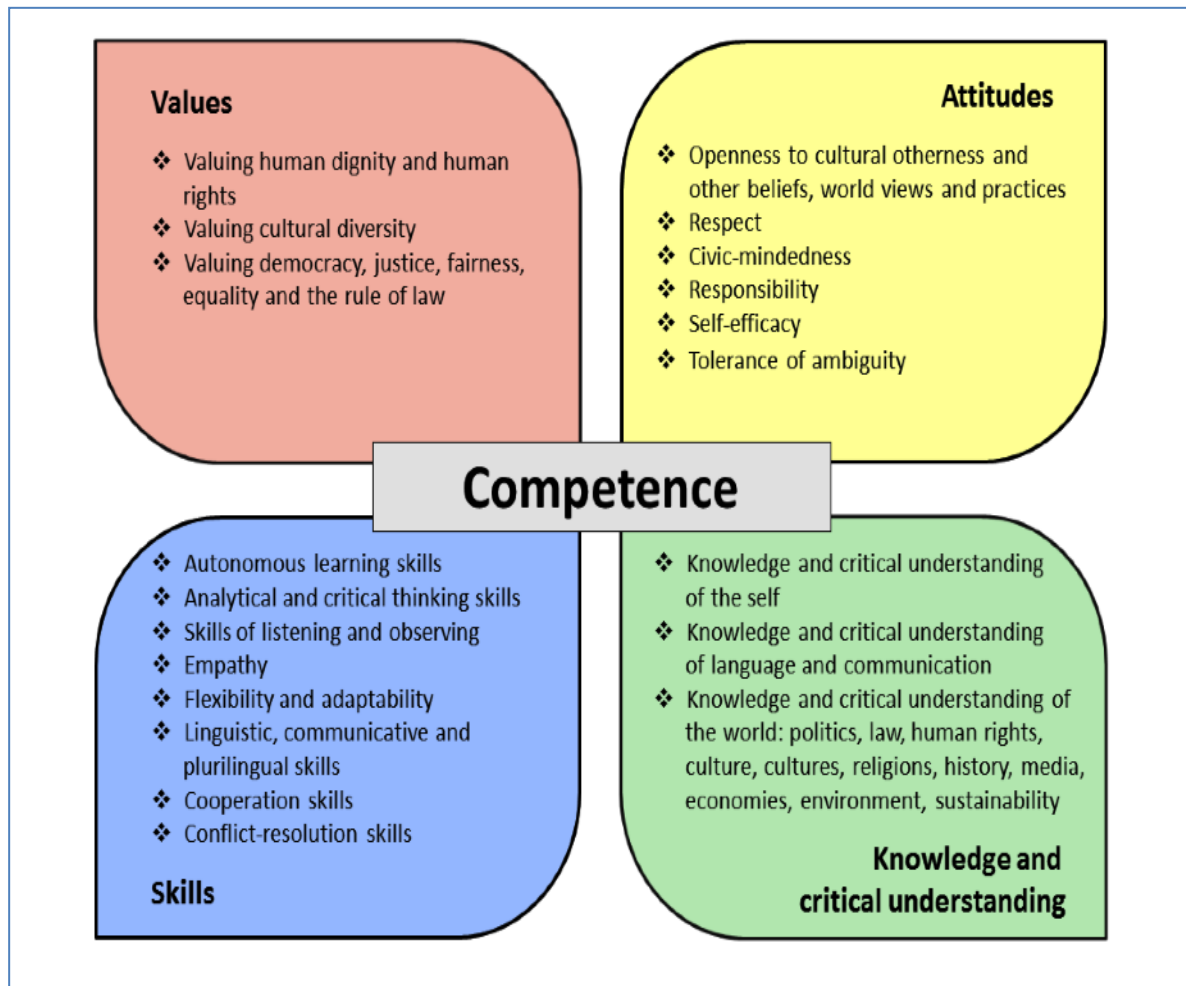 Values
❖ Valuing human dignity and human
rights
❖ Valuing cultural diversity
❖ Valuing democracy, justice, fairness,
equality and the rule of law
Attitudes
❖ Openness to cultural otherness and
other beliefs, world views and practices
❖ Respect
❖ Civic-mindedness
❖ Responsibility
❖ Self-efficacy
❖ Tolerance of ambiguity
Competence
❖ Autonomous learning skills
❖ Analytical and critical thinking skills
❖ Skills of listening and observing
❖ Empathy
❖ Flexibility and adaptability
❖ Linguistic, communicative and
plurilingual skills
❖ Cooperation skills
❖ Conflict-resolution skills
Skills
❖ Knowledge and critical understanding
of the self
❖ Knowledge and critical understanding
of language and communication
❖ Knowledge and critical understanding of
the world: politics, law, human rights,
culture, cultures, religions, history, media,
economies, environment, sustainability
Knowledge and
critical understanding